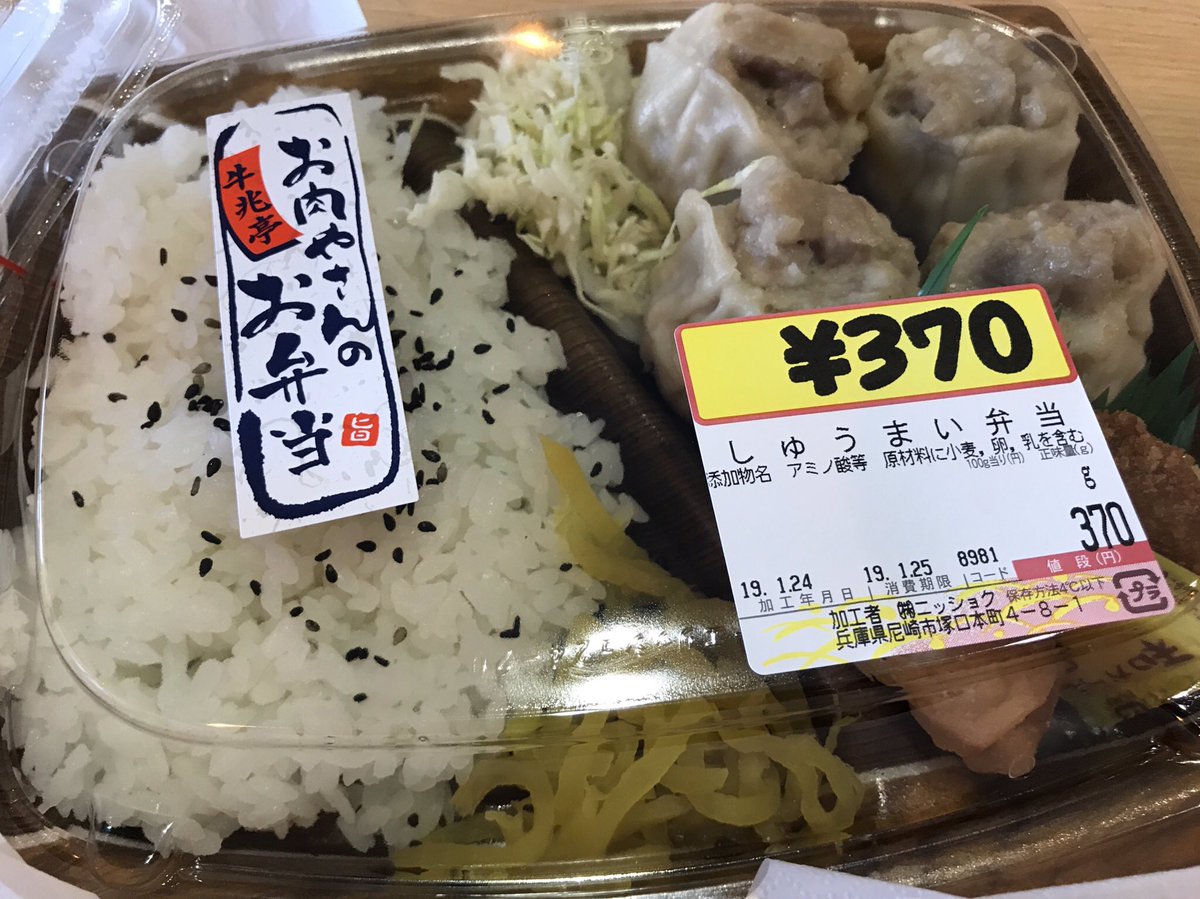 お肉やさんの
お弁当
牛兆亭
旨
¥370
しゅうまい弁当
添加物名 アミノ酸等 原材料に小麦,卵,乳を含む
100g当り(円) 正味量(g)
g
370
19. 1.24 19. 1.25 8981
加工年月日 消費期限 コード 値段(円)
加工者 ㈱ニッショク 保存方法4℃以下
兵庫県尼崎市塚口本町4-8-1
プラ